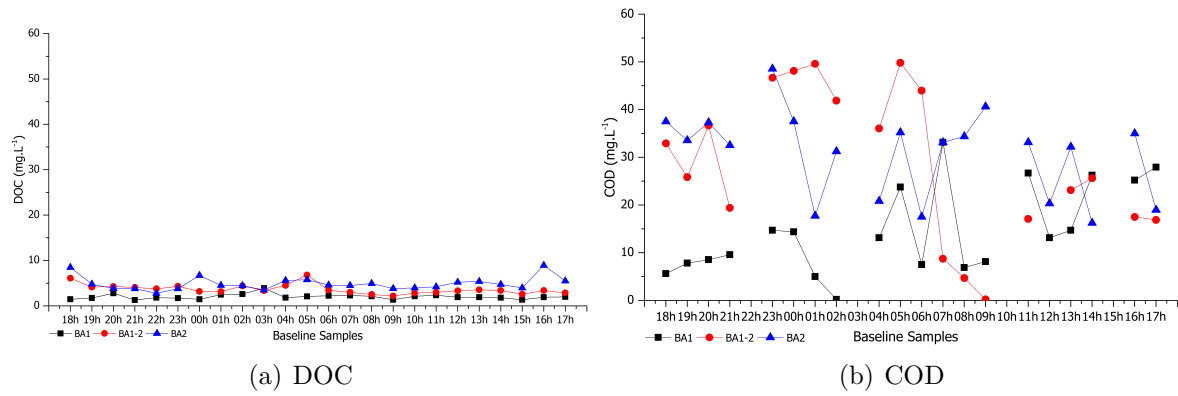 60
50
40
30
20
10
0
DOC (mg.L⁻¹)
18h 19h 20h 21h 22h 23h 00h 01h 02h 03h 04h 05h 06h 07h 08h 09h 10h 11h 12h 13h 14h 15h 16h 17h
BA1 BA1-2 BA2
Baseline Samples
(a) DOC
60
50
40
30
20
10
0
COD (mg.L⁻¹)
18h 19h 20h 21h 22h 23h 00h 01h 02h 03h 04h 05h 06h 07h 08h 09h 10h 11h 12h 13h 14h 15h 16h 17h
BA1 BA1-2 BA2
Baseline Samples
(b) COD